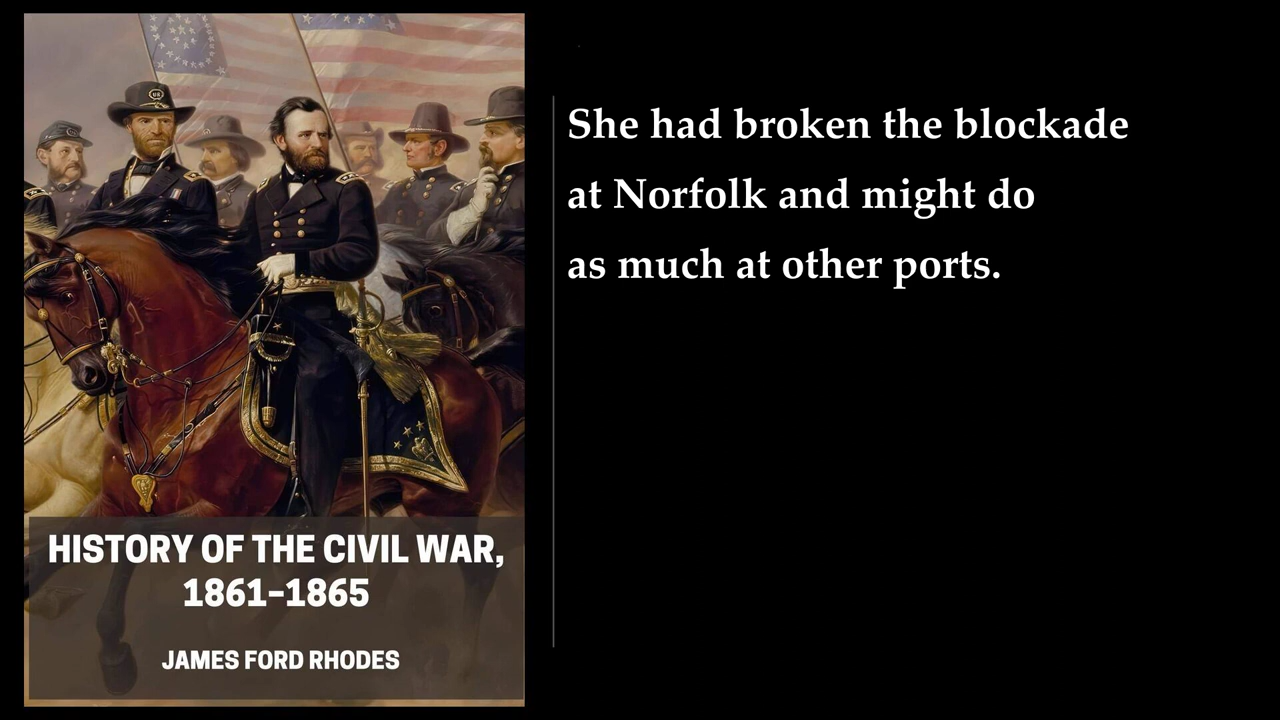 HISTORY OF THE CIVIL WAR,
1861–1865
JAMES FORD RHODES
She had broken the blockade
at Norfolk and might do
as much at other ports.